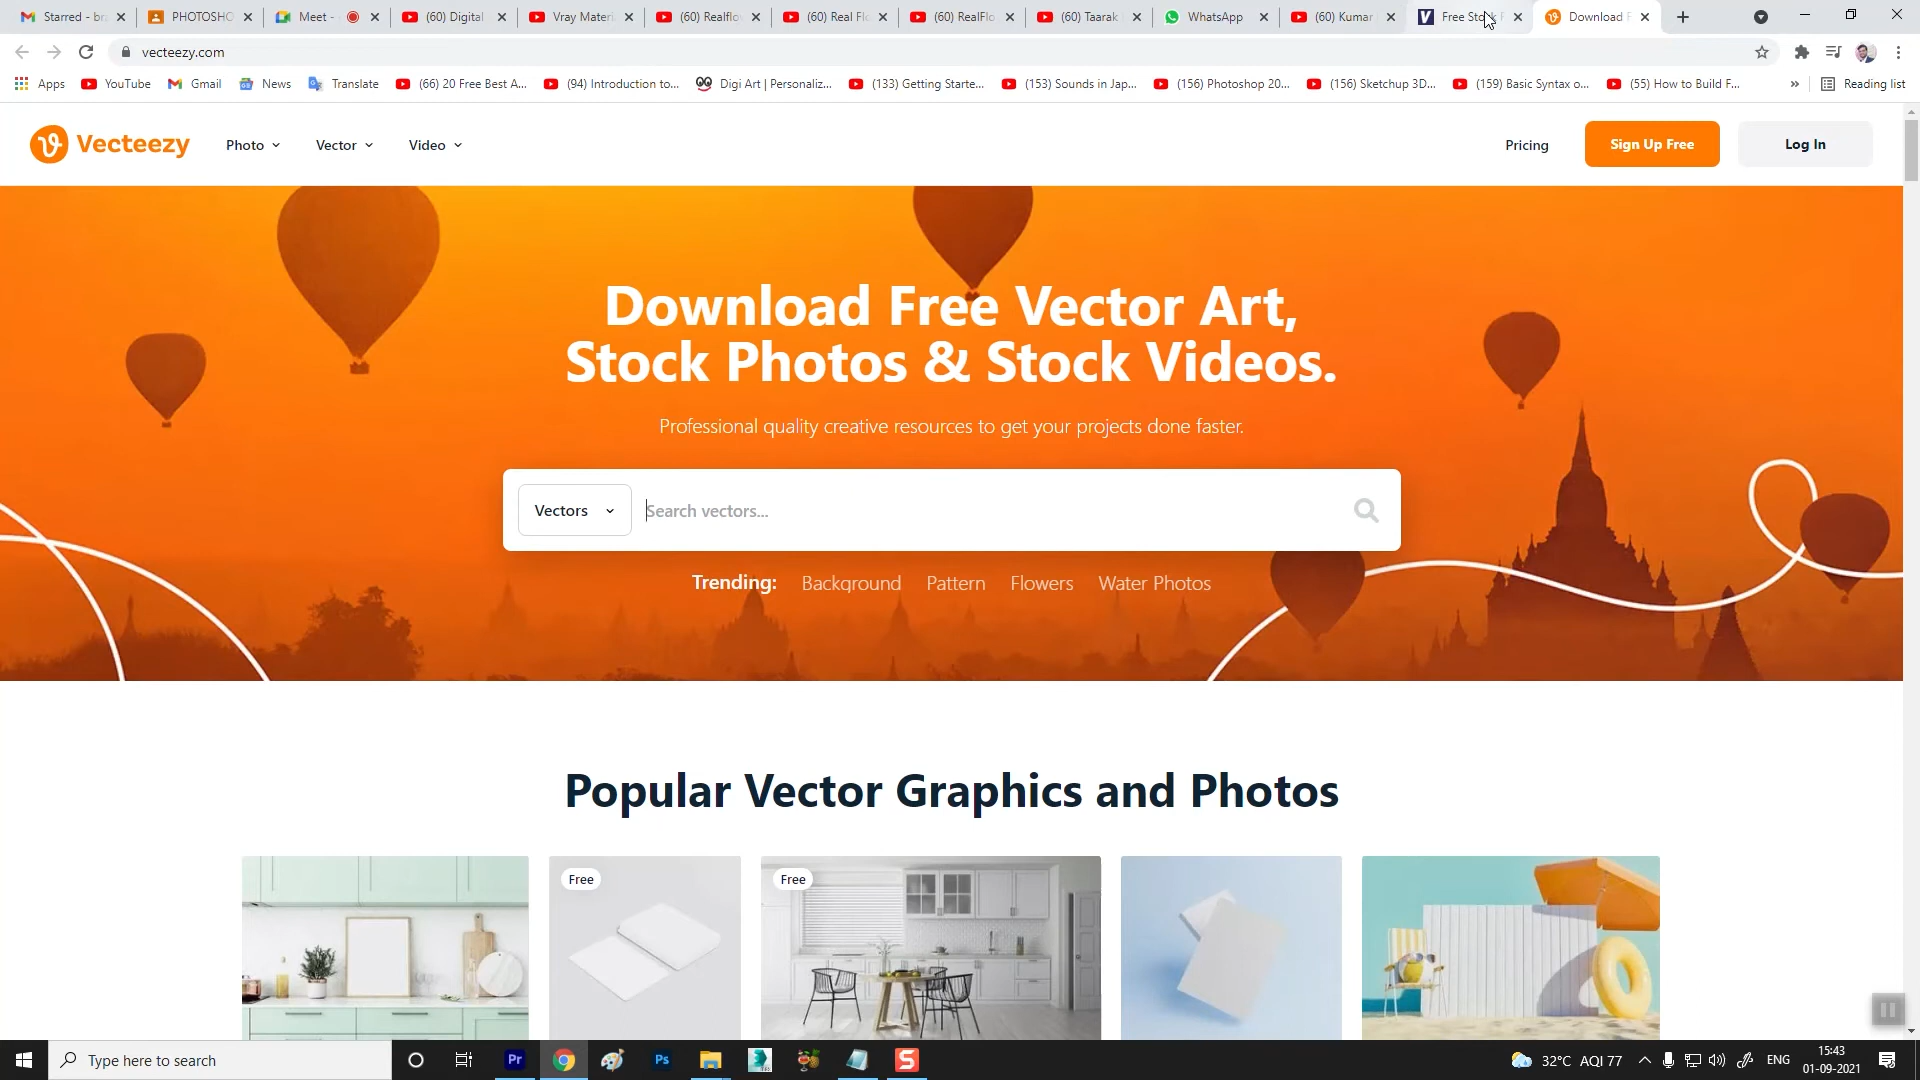 Starred - bra
PHOTOSHO
Meet -
(60) Digital
Vray Materi
(60) Realflo
(60) Real Flo
(60) RealFlo
(60) Taarak
WhatsApp
(60) Kumar
Free Stock
Download F
vecteezy.com
Apps
YouTube
Gmail
News
Translate
(66) 20 Free Best A...
(94) Introduction to...
Digi Art | Personaliz...
(133) Getting Starte...
(153) Sounds in Jap...
(156) Photoshop 20...
(156) Sketchup 3D...
(159) Basic Syntax o...
(55) How to Build F...
»
Reading list
Vecteezy
Photo
Vector
Video
Pricing
Sign Up Free
Log In
Download Free Vector Art,
Stock Photos & Stock Videos.
Professional quality creative resources to get your projects done faster.
Vectors
Search vectors...
Trending: Background Pattern Flowers Water Photos
Popular Vector Graphics and Photos
Free
Free
Type here to search
Pr
Ps
S
32°C AQI 77
ENG
15:43
01-09-2021